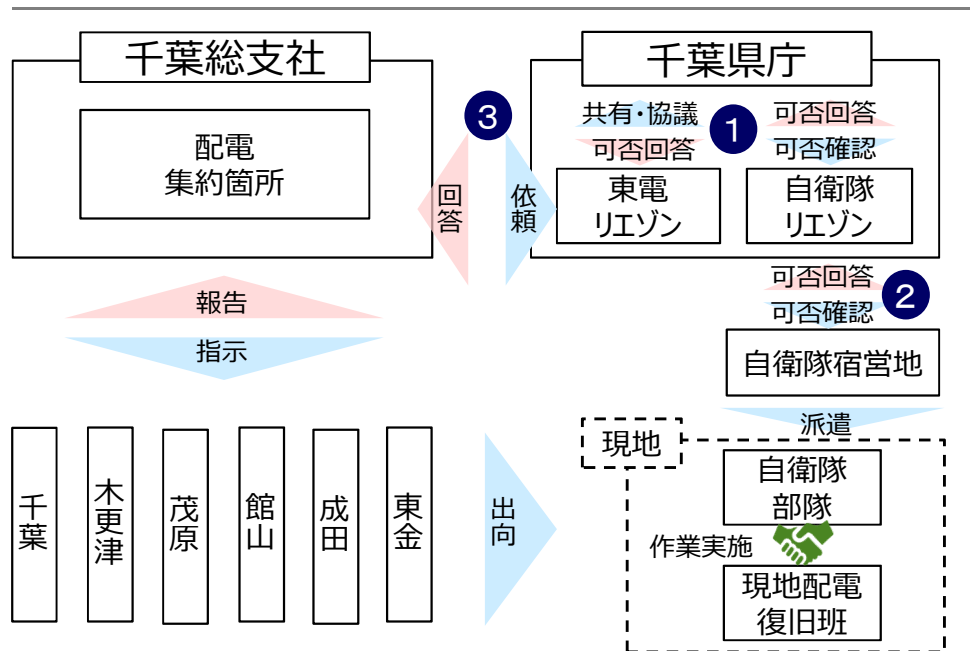 千葉総支社
配電
集約箇所
報告
指示
千葉
木更津
茂原
館山
成田
東金
出向
3
回答
依頼
千葉県庁
共有・協議
可否回答
1
可否回答
可否確認
東電
リエゾン
自衛隊
リエゾン
可否回答
可否確認
2
自衛隊宿営地
派遣
現地
自衛隊
部隊
作業実施
現地配電
復旧班